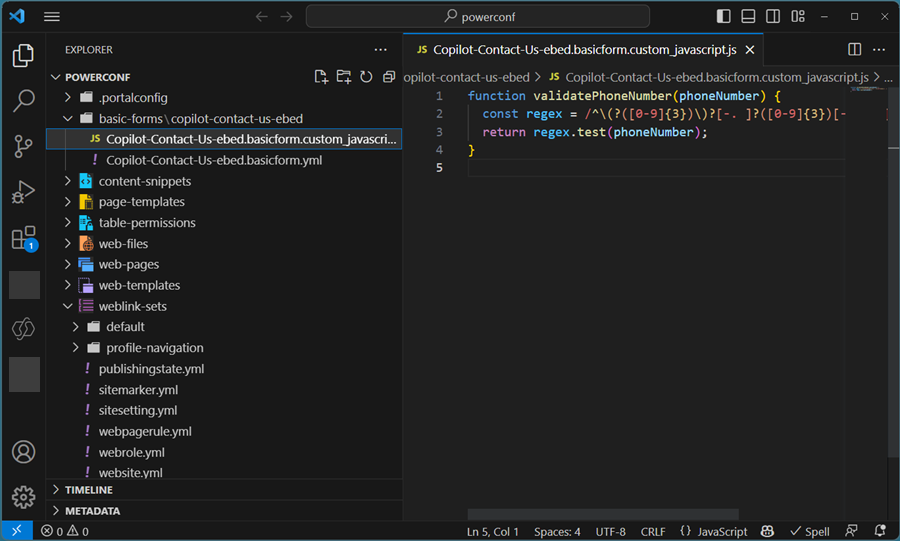 powerconf
EXPLORER
POWERCONF
.portalconfig
basic-forms\copilot-contact-us-ebed
JS Copilot-Contact-Us-ebed.basicform.custom_javascri...
! Copilot-Contact-Us-ebed.basicform.yml
content-snippets
page-templates
table-permissions
web-files
web-pages
web-templates
weblink-sets
default
profile-navigation
! publishingstate.yml
! sitemarker.yml
! sitesetting.yml
! webpagerule.yml
! webrole.yml
! website.yml
TIMELINE
METADATA
1
JS Copilot-Contact-Us-ebed.basicform.custom_javascript.js
opilot-contact-us-ebed > JS Copilot-Contact-Us-ebed.basicform.custom_javascript.js > ...
1 function validatePhoneNumber(phoneNumber) {
2 const regex = /^\(?([0-9]{3})\)?[-. ]?([0-9]{3})[-
3 return regex.test(phoneNumber);
4 }
5
0 0 Ln 5, Col 1 Spaces: 4 UTF-8 CRLF {} JavaScript Spell